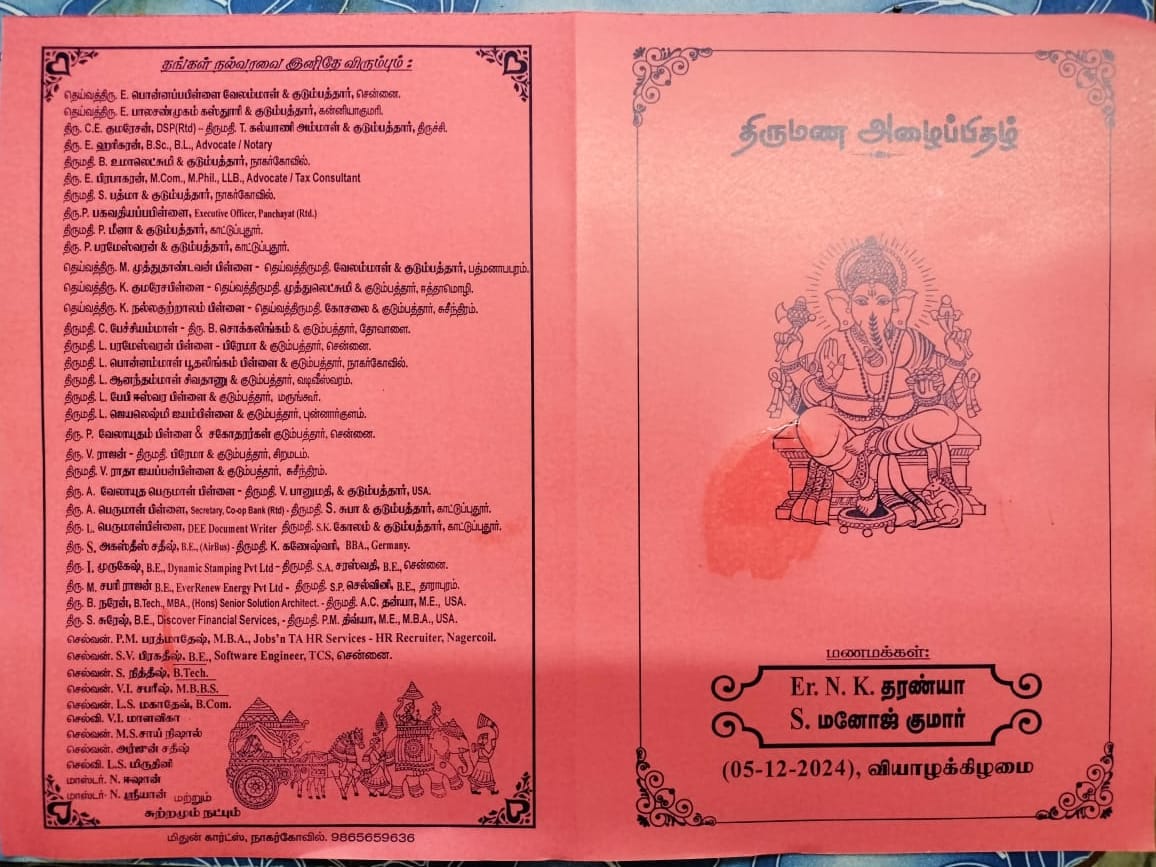 தங்கள் நல்வரவை இனிதே விரும்பும் :
தெய்வத்திரு. E. பொன்னப்பபிள்ளை வேலம்மாள் & குடும்பத்தார், சென்னை.
தெய்வத்திரு. E. பாலசண்முகம் கஸ்தூரி & குடும்பத்தார், கன்னியாகுமரி.
திரு. C.E. குமரேசன், DSP(Rtd) – திருமதி. T. கல்யாணி அம்மாள் & குடும்பத்தார், திருச்சி.
திரு. E. ஹரிகரன், B.Sc., B.L., Advocate / Notary
திருமதி. B. உமாலெட்சுமி & குடும்பத்தார், நாகர்கோவில்.
திரு. E. பிரபாகரன், M.Com., M.Phil., LLB., Advocate / Tax Consultant
திருமதி. S. பத்மா & குடும்பத்தார், நாகர்கோவில்.
திரு.P. பகவதியப்பபிள்ளை, Executive Officer, Panchayat (Rtd.)
திருமதி. P. மீனா & குடும்பத்தார், காட்டுப்புதூர்.
திரு. P. பரமேஸ்வரன் & குடும்பத்தார், காட்டுப்புதூர்.
தெய்வத்திரு. M. முத்துதாண்டவன் பிள்ளை - தெய்வத்திருமதி. வேலம்மாள் & குடும்பத்தார், பத்மனாபபுரம்.
தெய்வத்திரு. K. குமரேசபிள்ளை - தெய்வத்திருமதி. முத்துலெட்சுமி & குடும்பத்தார், ஈத்தாமொழி.
தெய்வத்திரு. K. நல்லகுற்றாலம் பிள்ளை - தெய்வத்திருமதி. கோசலை & குடும்பத்தார், சுசீந்திரம்.
திருமதி. C. பேச்சியம்மாள் - திரு. B. சொக்கலிங்கம் & குடும்பத்தார், தோவாளை.
திருமதி. L. பரமேஸ்வரன் பிள்ளை - பிரேமா & குடும்பத்தார், சென்னை.
திருமதி. L. பொன்னம்மாள் பூதலிங்கம் பிள்ளை & குடும்பத்தார், நாகர்கோவில்.
திருமதி. L. ஆனந்தம்மாள் சிவதாணு & குடும்பத்தார், வடிவீஸ்வரம்.
திருமதி. L. பேபி ஈஸ்வர பிள்ளை & குடும்பத்தார், மருங்கூர்.
திருமதி. L. ஜெயலெஷ்மி ஐயம்பிள்ளை & குடும்பத்தார், புன்னார்குளம்.
திரு. P. வேலாயுதம் பிள்ளை & சகோதரர்கள் குடும்பத்தார், சென்னை.
திரு. V. ராஜன் - திருமதி. பிரேமா & குடும்பத்தார், சிறமடம்.
திருமதி. V. ராதா ஐயப்பன்பிள்ளை & குடும்பத்தார், சுசீந்திரம்.
திரு. A. வேலாயுத பெருமாள் பிள்ளை - திருமதி. V. பானுமதி, & குடும்பத்தார், USA.
திரு. A. பெருமாள் பிள்ளை, Secretary, Co-op Bank (Rtd) - திருமதி. S. சுபா & குடும்பத்தார், காட்டுப்புதூர்.
திரு. L. பெருமாள்பிள்ளை, DEE Document Writer திருமதி. S.K. கோலம் & குடும்பத்தார், காட்டுப்புதூர்.
திரு. S. அகஸ்தீஸ் சதீஷ், B.E., (AirBus) - திருமதி. K. கணேஷ்வரி, BBA., Germany.
திரு. I. முருகேஷ், B.E., Dynamic Stamping Pvt Ltd – திருமதி. S.A. சரஸ்வதி, B.E., சென்னை.
திரு. M. சபரி ராஜன் B.E., EverRenew Energy Pvt Ltd - திருமதி. S.P. செல்வினி, B.E., தாராபுரம்.
திரு. B. நரேன், B.Tech., MBA., (Hons) Senior Solution Architect. - திருமதி. A.C. தன்யா, M.E., USA.
திரு. S. சுரேஷ், B.E., Discover Financial Services, - திருமதி. P.M. திவ்யா, M.E., M.B.A., USA.
செல்வன். P.M. பரத்மாதேஷ், M.B.A., Jobs'n TA HR Services - HR Recruiter, Nagercoil.
செல்வன். S.V. பிரகதீஷ், B.E., Software Engineer, TCS, சென்னை.
செல்வன். S. நித்தீஷ், B.Tech.
செல்வன். V.I. சபரீஷ், M.B.B.S.
செல்வன். L.S. மகாதேவ், B.Com.
செல்வி. V.I. மாளவிகா
செல்வன். M.S.சாய் நிஷால்
செல்வன். அர்ஜுன் சதீஷ்
செல்வி. L.S. மிருதினி
மாஸ்டர். N. ஈஷான்
மாஸ்டர். N. ஸ்ரீயான் மற்றும்
சுற்றமும் நட்பும்
மிதுன் கார்ட்ஸ், நாகர்கோவில். 9865659636
திருமண அழைப்பிதழ்
மணமக்கள்:
Er. N. K. தரண்யா
S. மனோஜ் குமார்
(05-12-2024), வியாழக்கிழமை